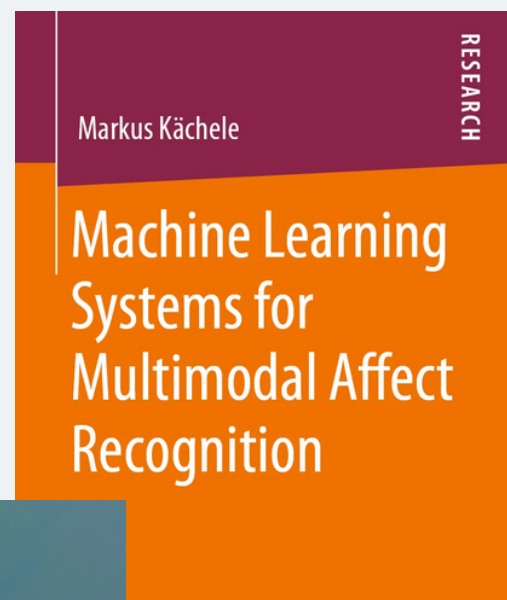 RESEARCH
Markus Kächele
Machine Learning
Systems for
Multimodal Affect
Recognition